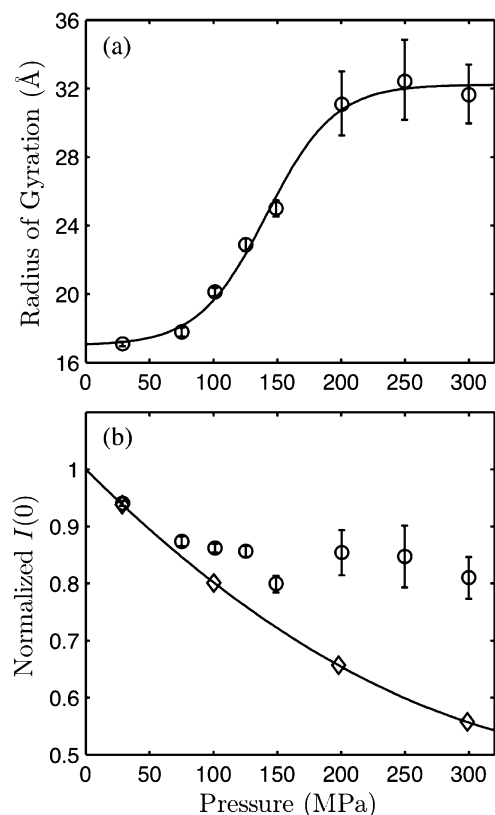 (a)
Radius of Gyration (Å)
36
32
28
24
20
16
0 50 100 150 200 250 300
(b)
Normalized I(0)
1
0.9
0.8
0.7
0.6
0.5
0 50 100 150 200 250 300
Pressure (MPa)